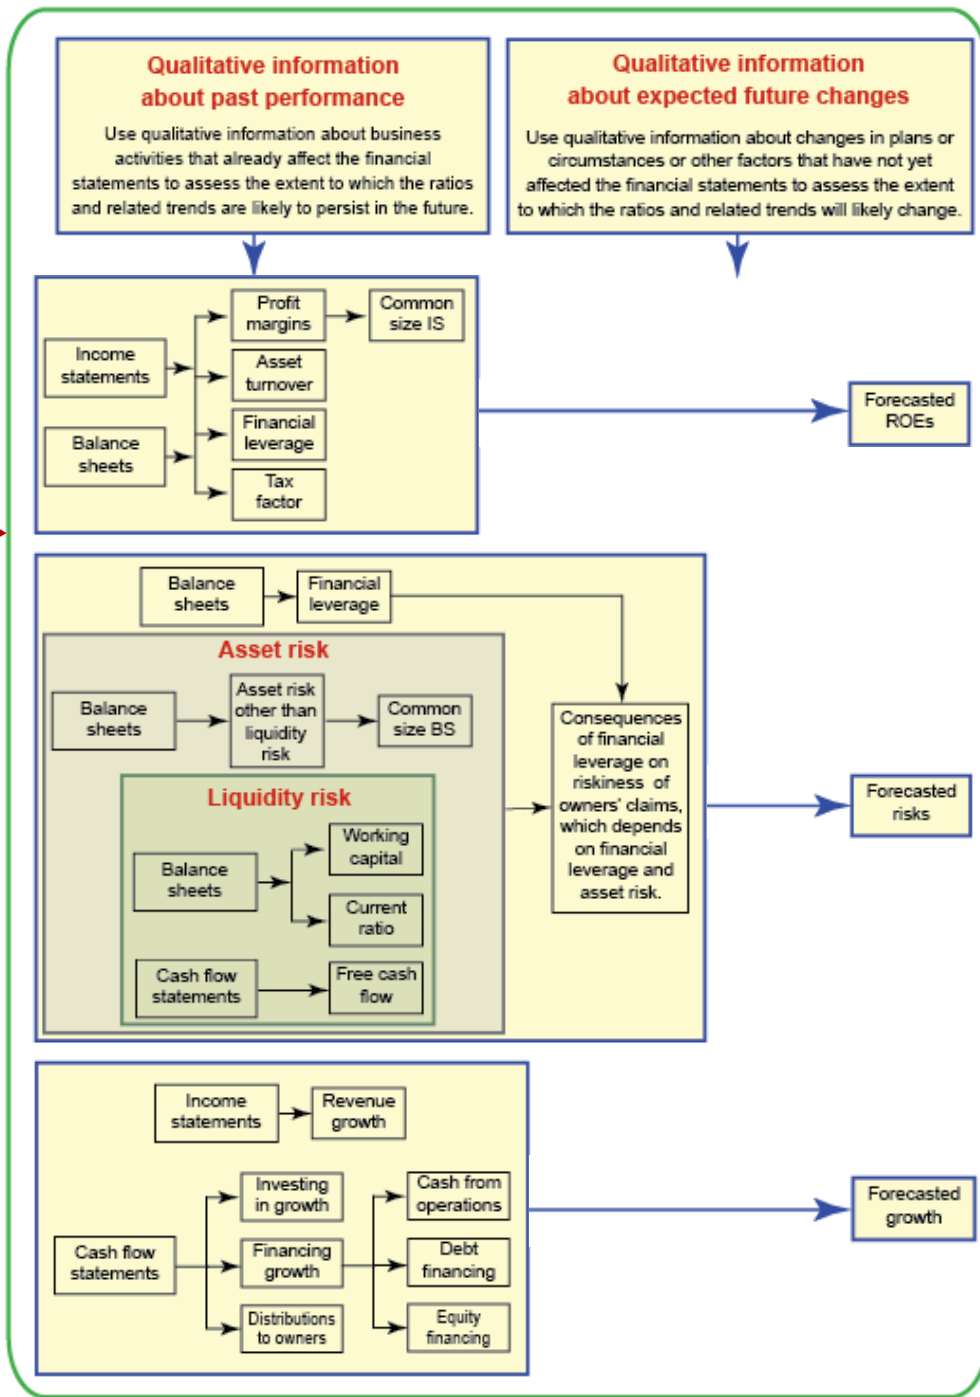 Qualitative information
about past performance
Use qualitative information about business
activities that already affect the financial
statements to assess the extent to which the ratios
and related trends are likely to persist in the future.
Qualitative information
about expected future changes
Use qualitative information about changes in plans or
circumstances or other factors that have not yet
affected the financial statements to assess the extent
to which the ratios and related trends will likely change.
Income
statements
Balance
sheets
Profit
margins
Common
size IS
Asset
turnover
Financial
leverage
Tax
factor
Forecasted
ROEs
Balance
sheets
Financial
leverage
Asset risk
Balance
sheets
Asset risk
other than
liquidity
risk
Common
size BS
Liquidity risk
Balance
sheets
Working
capital
Current
ratio
Cash flow
statements
Free cash
flow
Consequences
of financial
leverage on
riskiness of
owners' claims,
which depends
on financial
leverage and
asset risk.
Forecasted
risks
Income
statements
Revenue
growth
Cash flow
statements
Investing
in growth
Financing
growth
Distributions
to owners
Cash from
operations
Debt
financing
Equity
financing
Forecasted
growth